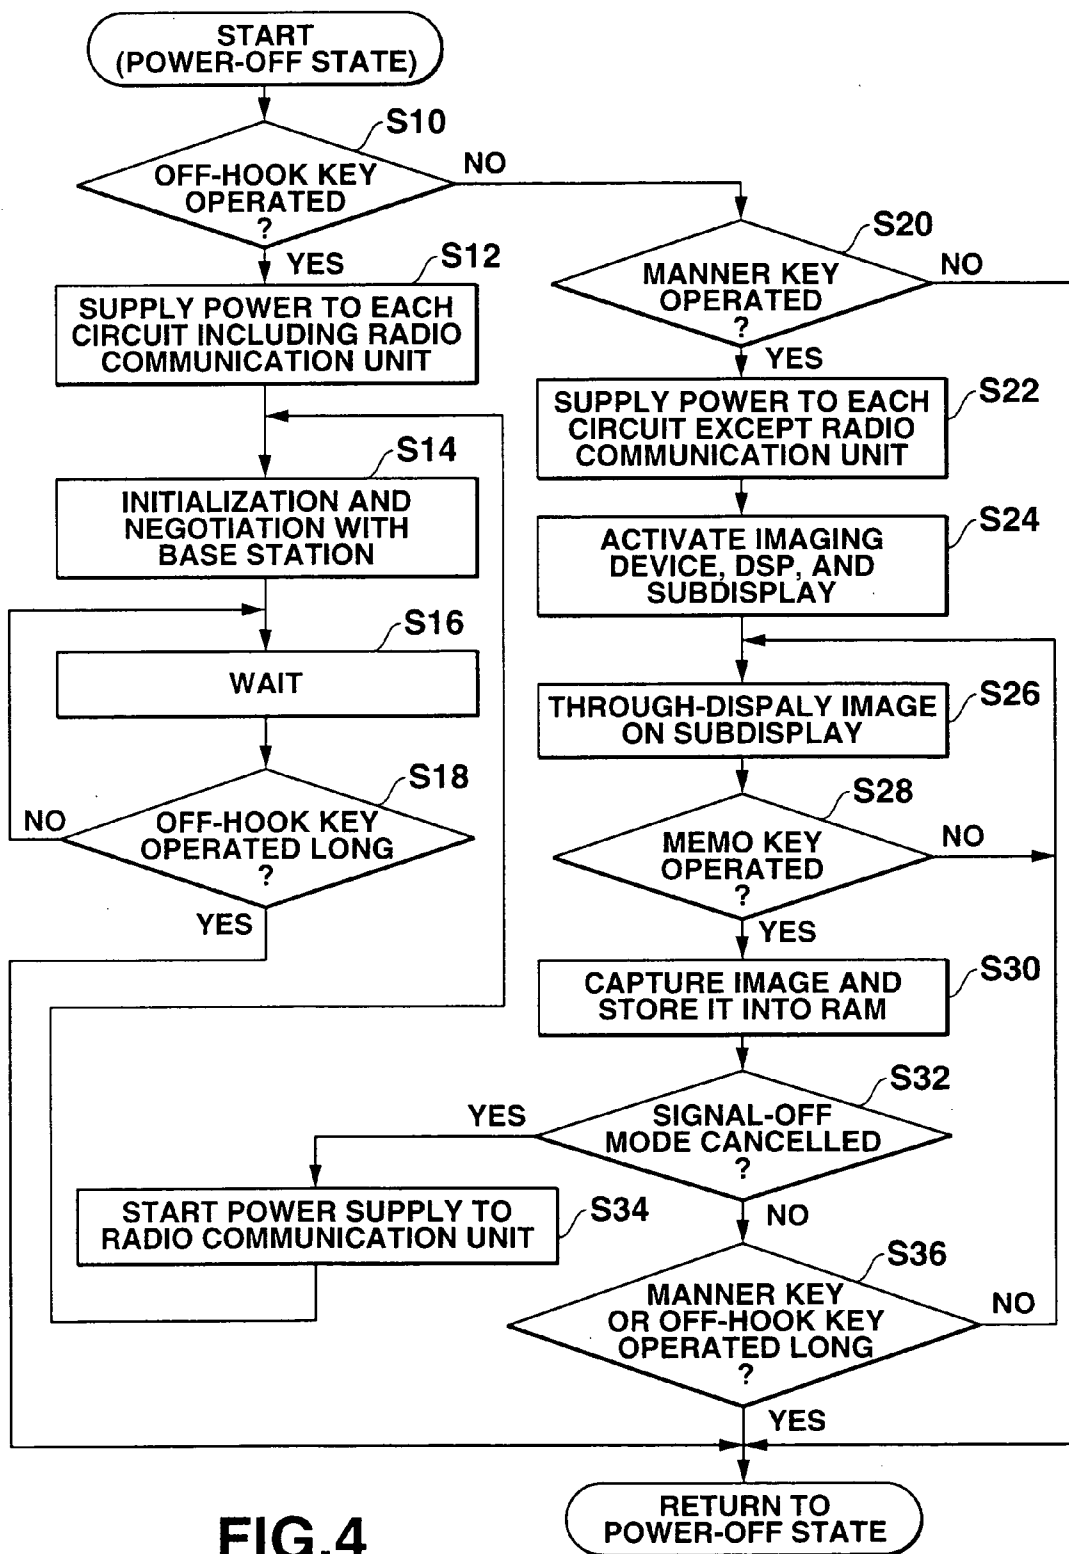 START
(POWER-OFF STATE)
S10
OFF-HOOK KEY
OPERATED
?
NO
YES
S12
SUPPLY POWER TO EACH
CIRCUIT INCLUDING RADIO
COMMUNICATION UNIT
S14
INITIALIZATION AND
NEGOTIATION WITH
BASE STATION
S16
WAIT
S18
OFF-HOOK KEY
OPERATED LONG
?
NO
YES
S20
MANNER KEY
OPERATED
?
NO
YES
S22
SUPPLY POWER TO EACH
CIRCUIT EXCEPT RADIO
COMMUNICATION UNIT
S24
ACTIVATE IMAGING
DEVICE, DSP, AND
SUBDISPLAY
S26
THROUGH-DISPALY IMAGE
ON SUBDISPLAY
S28
MEMO KEY
OPERATED
?
NO
YES
S30
CAPTURE IMAGE AND
STORE IT INTO RAM
S32
SIGNAL-OFF
MODE CANCELLED
?
YES
NO
S34
START POWER SUPPLY TO
RADIO COMMUNICATION UNIT
S36
MANNER KEY
OR OFF-HOOK KEY
OPERATED LONG
?
NO
YES
RETURN TO
POWER-OFF STATE
FIG.4